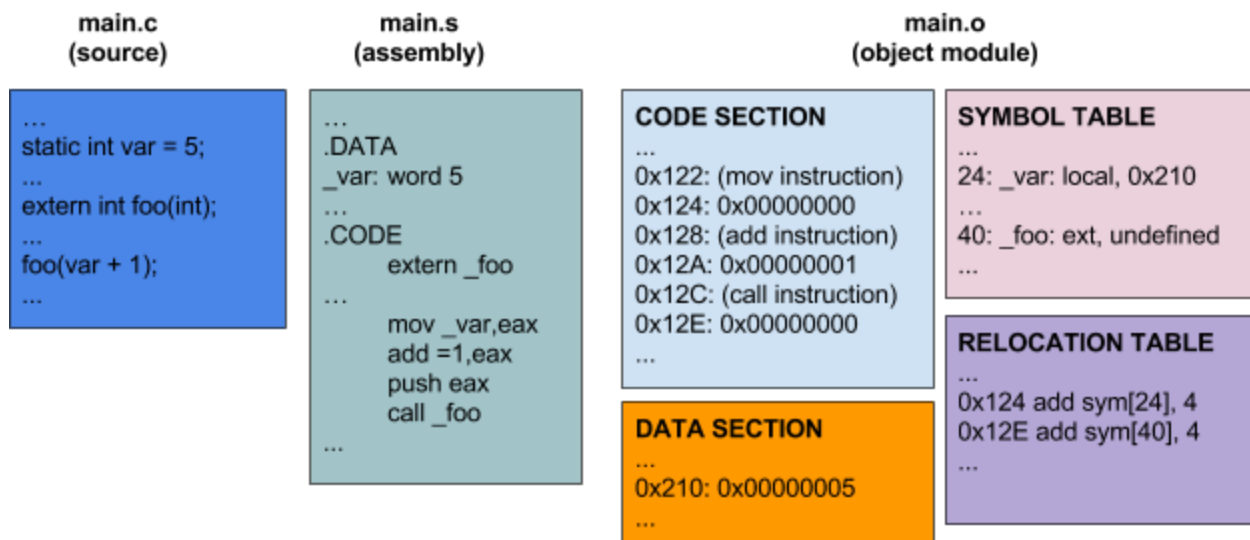 main.c
(source)
main.s
(assembly)
main.o
(object module)
…
static int var = 5;
...
extern int foo(int);
...
foo(var + 1);
...
…
.DATA
_var: word 5
…
.CODE
extern _foo
…
mov _var,eax
add =1,eax
push eax
call _foo
...
CODE SECTION
...
0x122: (mov instruction)
0x124: 0x00000000
0x128: (add instruction)
0x12A: 0x00000001
0x12C: (call instruction)
0x12E: 0x00000000
...
DATA SECTION
...
0x210: 0x00000005
...
SYMBOL TABLE
...
24: _var: local, 0x210
…
40: _foo: ext, undefined
...
RELOCATION TABLE
...
0x124 add sym[24], 4
0x12E add sym[40], 4
...